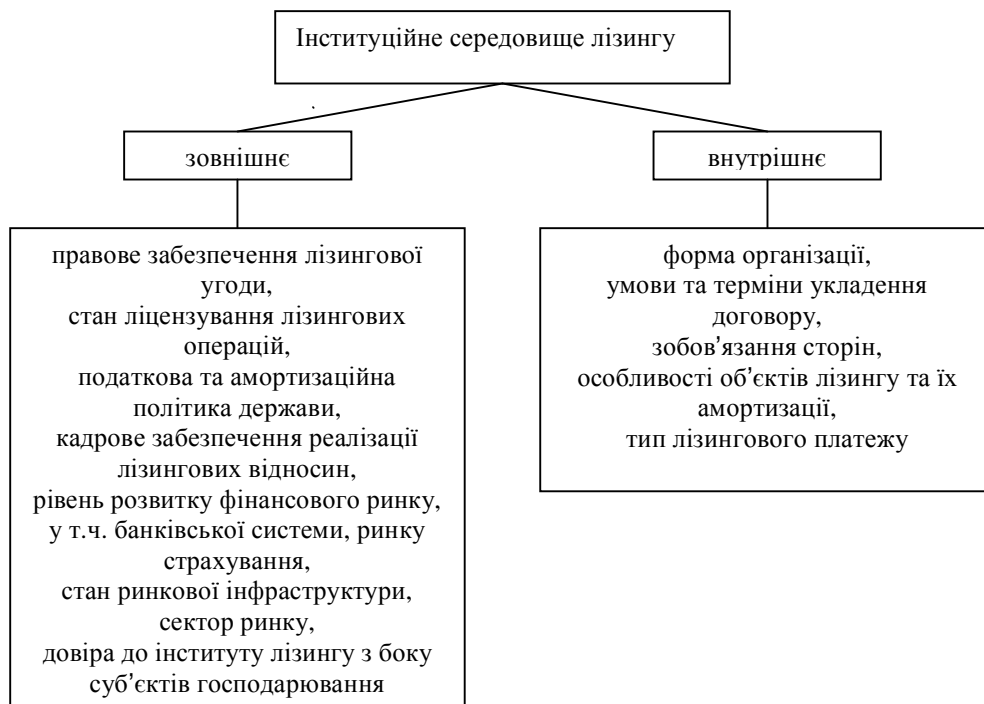 Інституційне середовище лізингу
зовнішнє
внутрішнє
правове забезпечення лізингової
угоди,
стан ліцензування лізингових
операцій,
податкова та амортизаційна
політика держави,
кадрове забезпечення реалізації
лізингових відносин,
рівень розвитку фінансового ринку,
у т.ч. банківської системи, ринку
страхування,
стан ринкової інфраструктури,
сектор ринку,
довіра до інституту лізингу з боку
суб’єктів господарювання
форма організації,
умови та терміни укладення
договору,
зобов’язання сторін,
особливості об’єктів лізингу та їх
амортизації,
тип лізингового платежу